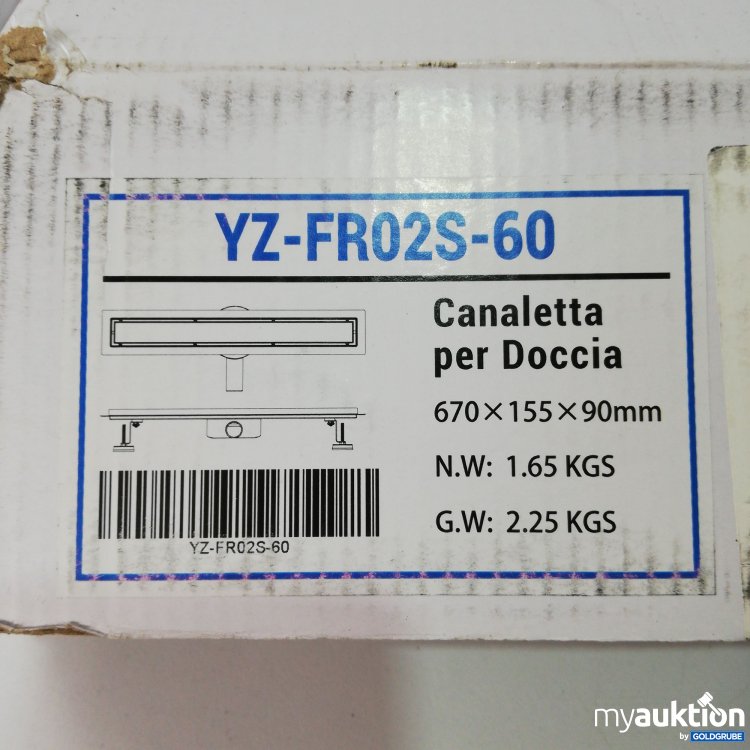 YZ-FR02S-60
Canaletta
per Doccia
670×155×90mm
N.W: 1.65 KGS
G.W: 2.25 KGS
YZ-FR02S-60
myauktion
by GOLDGRUBE